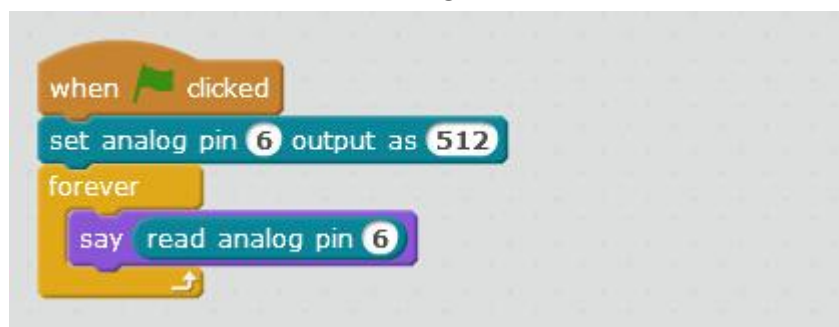 when clicked
set analog pin 6 output as 512
forever
say read analog pin 6